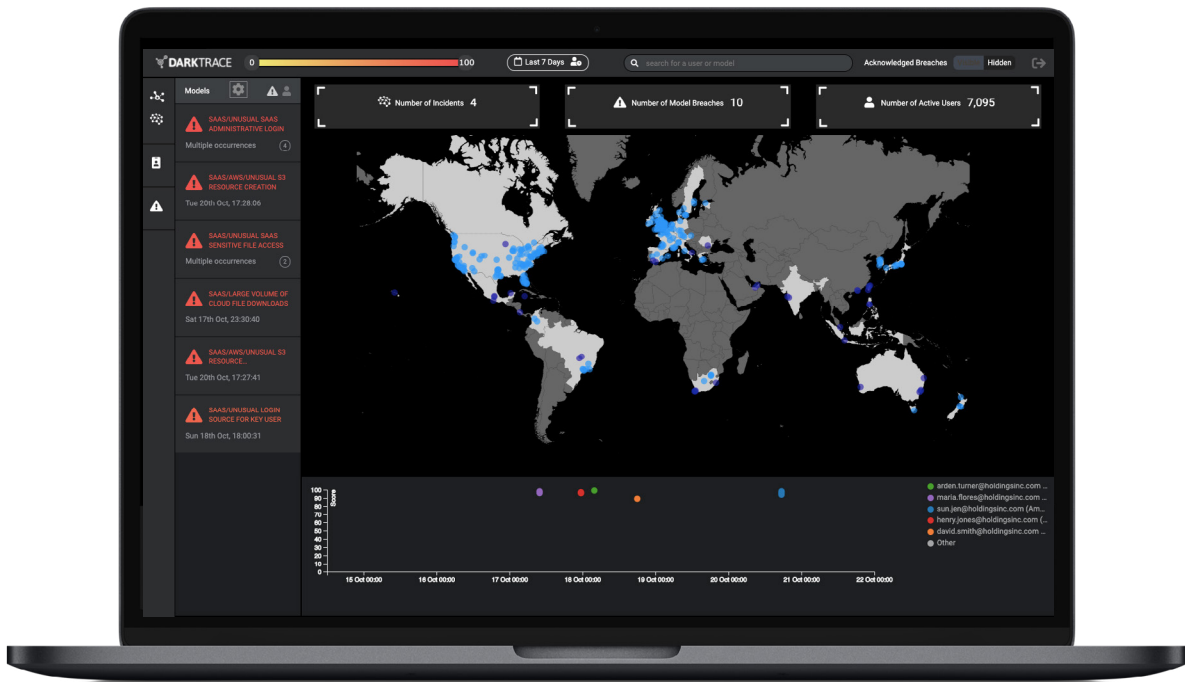 DARKTRACE
0
100
Last 7 Days
search for a user or model
Acknowledged Breaches
Hidden
Models
Number of Incidents 4
Number of Model Breaches 10
Number of Active Users 7,095
SAAS/UNUSUAL SAAS
ADMINISTRATIVE LOGIN
Multiple occurrences 4
SAAS/AWS/UNUSUAL S3
RESOURCE CREATION
Tue 20th Oct, 17:28:06
SAAS/UNUSUAL SAAS
SENSITIVE FILE ACCESS
Multiple occurrences 2
SAAS/LARGE VOLUME OF
CLOUD FILE DOWNLOADS
Sat 17th Oct, 23:30:40
SAAS/AWS/UNUSUAL S3
RESOURCE...
Tue 20th Oct, 17:27:41
SAAS/UNUSUAL LOGIN
SOURCE FOR KEY USER
Sun 18th Oct, 18:00:31
Score
100
90
80
70
60
50
40
30
20
10
0
15 Oct 00:00
16 Oct 00:00
17 Oct 00:00
18 Oct 00:00
19 Oct 00:00
20 Oct 00:00
21 Oct 00:00
22 Oct 00:00
arden.turner@holdingsinc.com ...
maria.flores@holdingsinc.com ...
sun.jen@holdingsinc.com (Am...
henry.jones@holdingsinc.com (...
david.smith@holdingsinc.com ...
Other